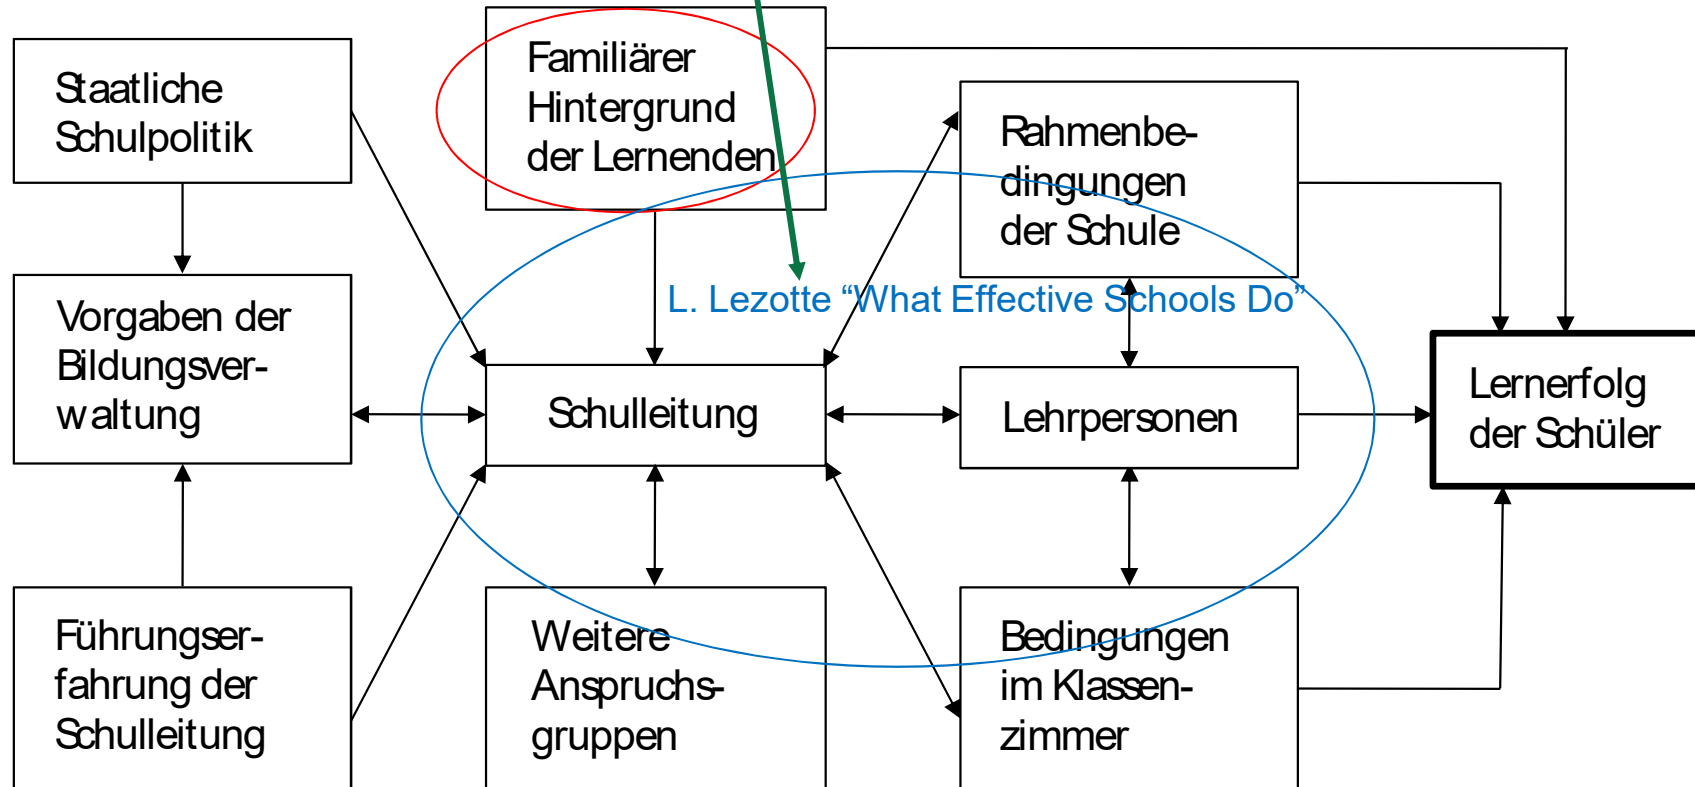 Staatliche
Schulpolitik
Familiärer
Hintergrund
der Lernenden
Rahmenbe-
dingungen
der Schule
L. Lezotte “What Effective Schools Do”
Vorgaben der
Bildungsver-
waltung
Schulleitung
Lehrpersonen
Lernerfolg
der Schüler
Führungser-
fahrung der
Schulleitung
Weitere
Anspruchs-
gruppen
Bedingungen
im Klassen-
zimmer